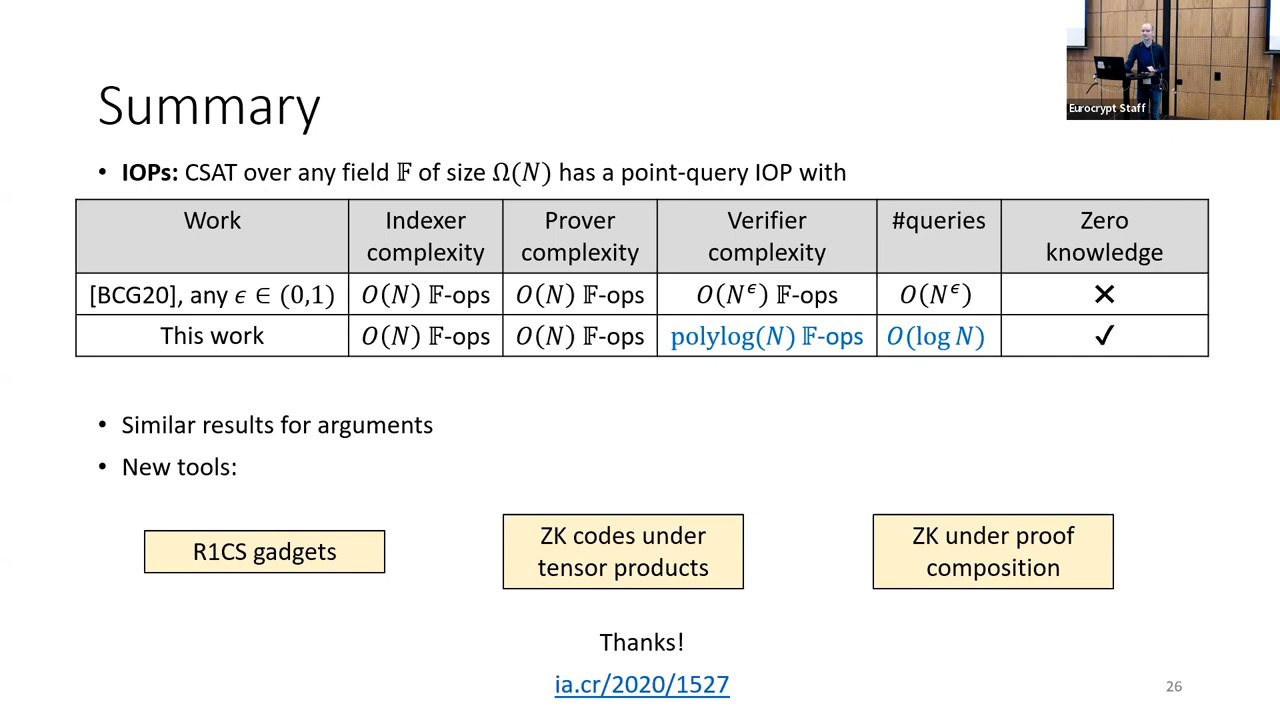 Eurocrypt Staff
Summary
• IOPs: CSAT over any field 𝔽 of size Ω(N) has a point-query IOP with
Work | Indexer complexity | Prover complexity | Verifier complexity | #queries | Zero knowledge
[BCG20], any ϵ ∈ (0,1) | O(N) 𝔽-ops | O(N) 𝔽-ops | O(N^ϵ) 𝔽-ops | O(N^ϵ) | ✕
This work | O(N) 𝔽-ops | O(N) 𝔽-ops | polylog(N) 𝔽-ops | O(log N) | ✓
• Similar results for arguments
• New tools:
R1CS gadgets
ZK codes under
tensor products
ZK under proof
composition
Thanks!
ia.cr/2020/1527
26